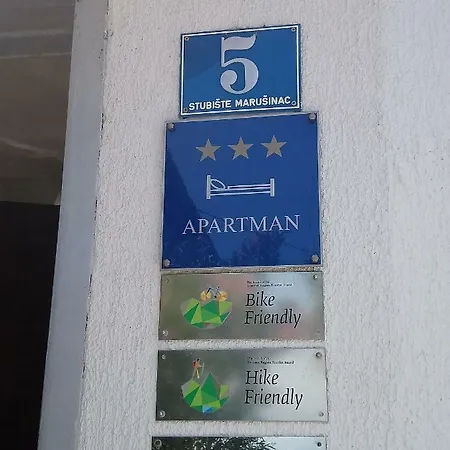 5
STUBIŠTE MARUŠINAC
APARTMAN
Bike
Friendly
Hike
Friendly